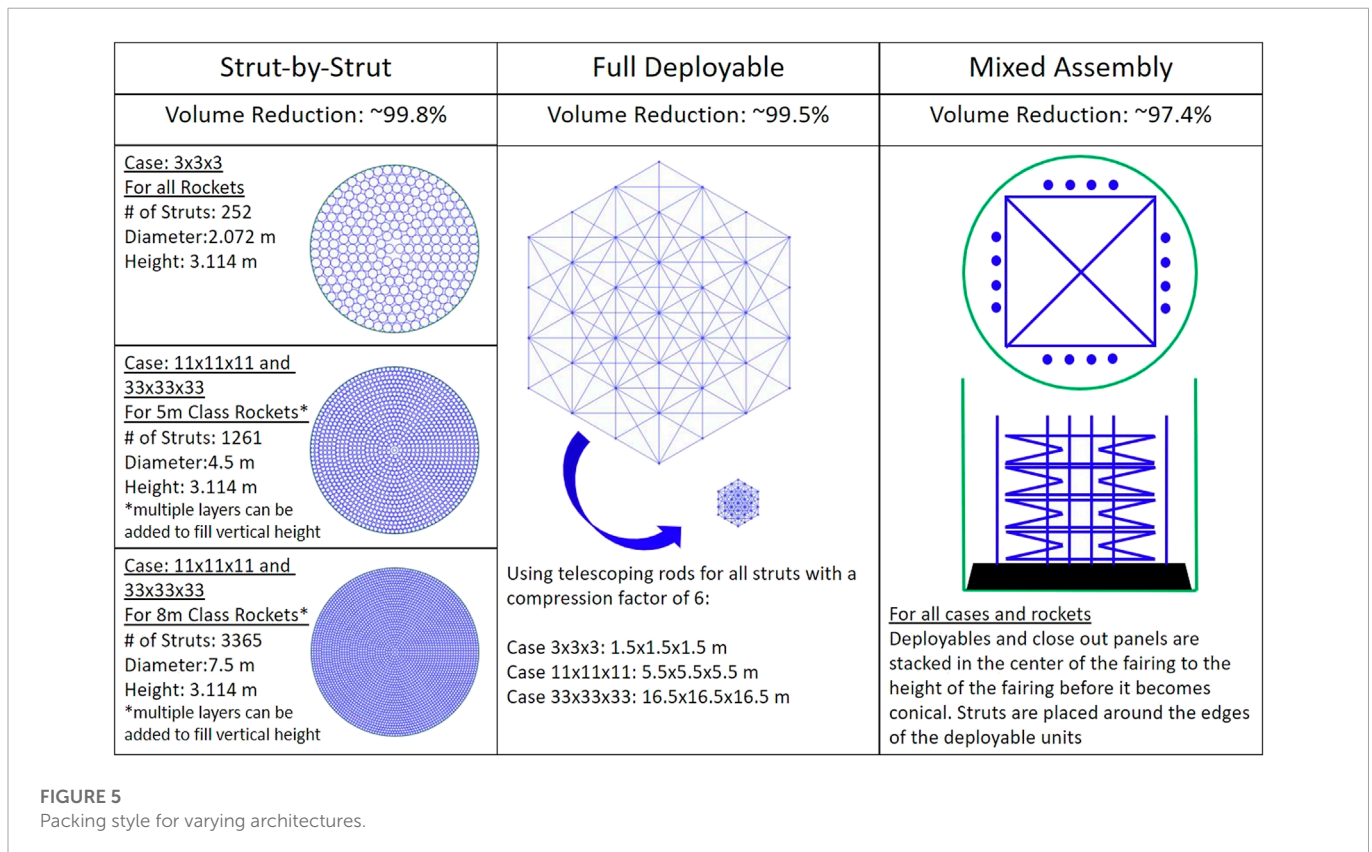 Strut-by-Strut
Full Deployable
Mixed Assembly
Volume Reduction: ~99.8%
Volume Reduction: ~99.5%
Volume Reduction: ~97.4%
Case: 3x3x3
For all Rockets
# of Struts: 252
Diameter:2.072 m
Height: 3.114 m
Case: 11x11x11 and
33x33x33
For 5m Class Rockets*
# of Struts: 1261
Diameter:4.5 m
Height: 3.114 m
*multiple layers can be
added to fill vertical height
Case: 11x11x11 and
33x33x33
For 8m Class Rockets*
# of Struts: 3365
Diameter:7.5 m
Height: 3.114 m
*multiple layers can be
added to fill vertical height
Using telescoping rods for all struts with a
compression factor of 6:
Case 3x3x3: 1.5x1.5x1.5 m
Case 11x11x11: 5.5x5.5x5.5 m
Case 33x33x33: 16.5x16.5x16.5 m
For all cases and rockets
Deployables and close out panels are
stacked in the center of the fairing to the
height of the fairing before it becomes
conical. Struts are placed around the edges
of the deployable units
FIGURE 5
Packing style for varying architectures.